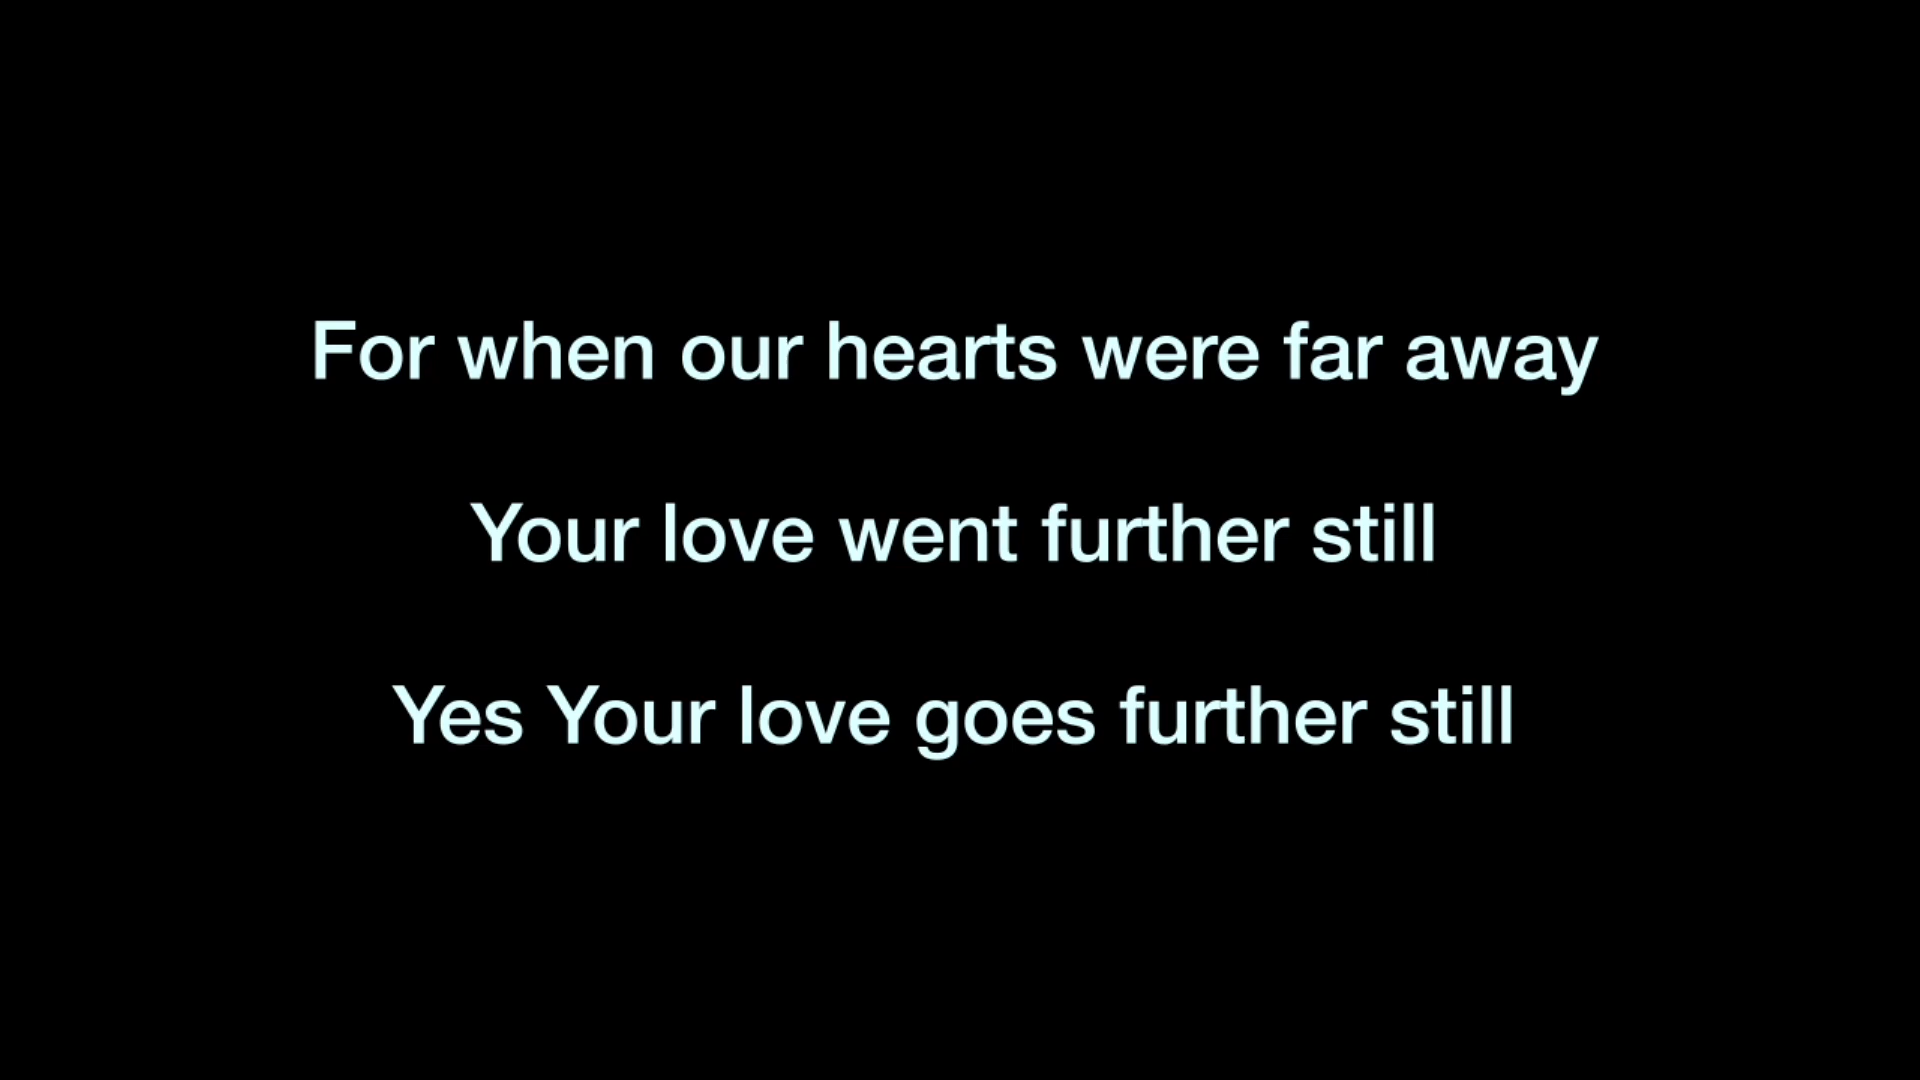 For when our hearts were far away
Your love went further still
Yes Your love goes further still